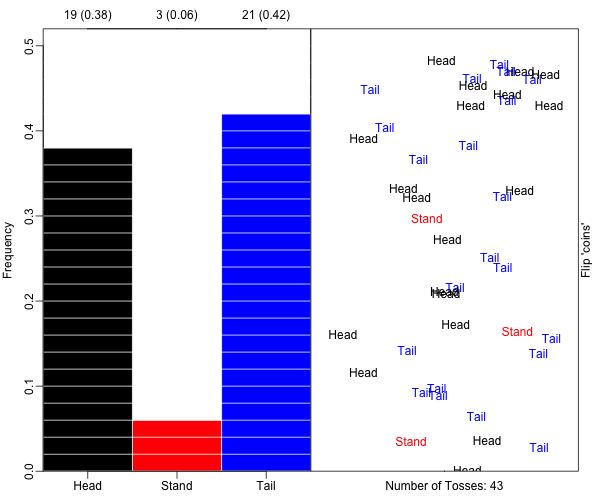 19 (0.38) 3 (0.06) 21 (0.42)
0.5
0.4
0.3
0.2
0.1
0.0
Frequency
Head Stand Tail
Head
Tail
Tail
Head
Head
Tail
Tail
Head
Tail
Head
Tail
Head
Head
Tail
Head
Tail
Head
Tail
Head
Head
Head
Tail
Stand
Head
Tail
Tail
Tail
Head
Head
Head
Stand
Head
Tail
Tail
Tail
Head
Tail
Tail
Tail
Tail
Stand
Head
Tail
Head
Flip 'coins'
Number of Tosses: 43